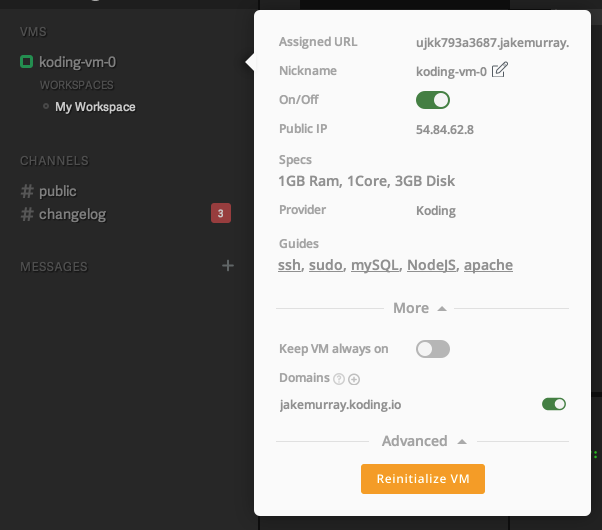 VMS
koding-vm-0
WORKSPACES
My Workspace
CHANNELS
# public
# changelog 3
MESSAGES +
Assigned URL ujkk793a3687.jakemurray.
Nickname koding-vm-0
On/Off
Public IP 54.84.62.8
Specs
1GB Ram, 1Core, 3GB Disk
Provider Koding
Guides
ssh, sudo, mySQL, NodeJS, apache
More
Keep VM always on
Domains ? +
jakemurray.koding.io
Advanced
Reinitialize VM